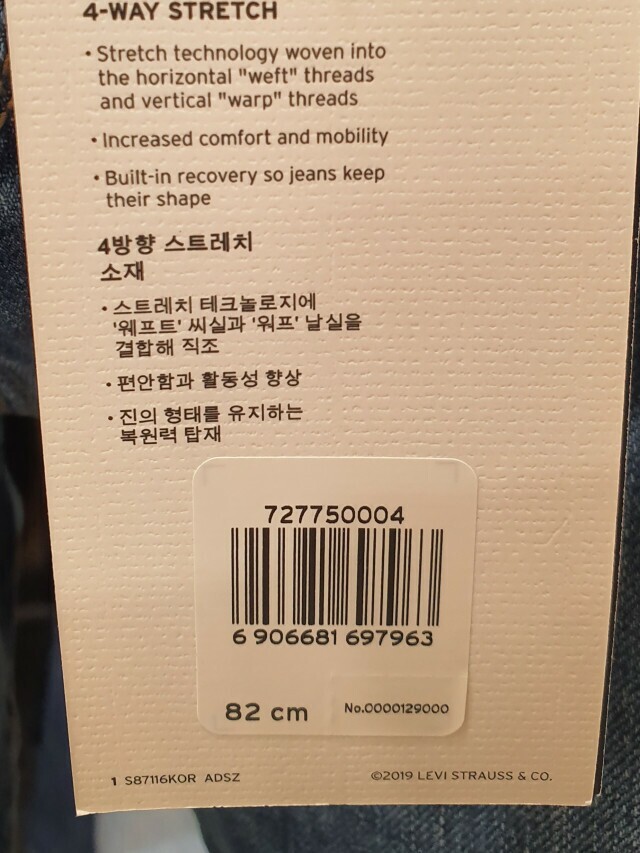 4-WAY STRETCH
• Stretch technology woven into
the horizontal "weft" threads
and vertical "warp" threads
• Increased comfort and mobility
• Built-in recovery so jeans keep
their shape
4방향 스트레치
소재
• 스트레치 테크놀로지에
'웨프트' 씨실과 '워프' 날실을
결합해 직조
• 편안함과 활동성 향상
• 진의 형태를 유지하는
복원력 탑재
727750004
6 906681 697963
82 cm
No.0000129000
1 S87116KOR ADSZ
©2019 LEVI STRAUSS & CO.